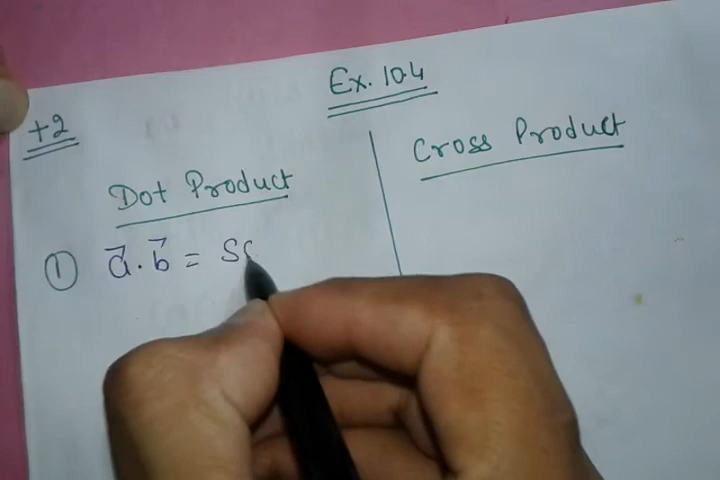 Ex. 10.4
+2
Dot Product
Cross Product
① a⃗ . b⃗ = Sc